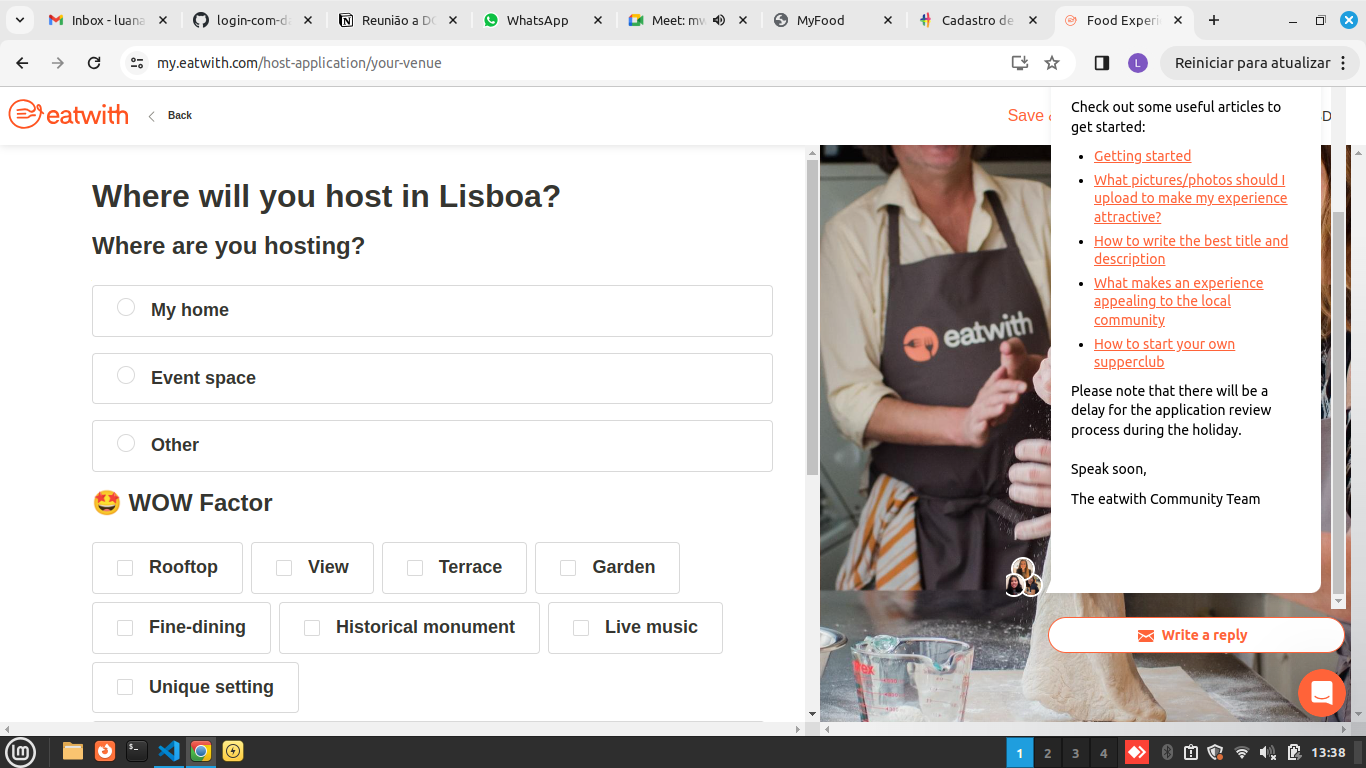 Inbox - luana
login-com-da
Reunião a DO
WhatsApp
Meet: mw
MyFood
Cadastro de
Food Experi
my.eatwith.com/host-application/your-venue
L
Reiniciar para atualizar
eatwith
Back
Save
Where will you host in Lisboa?
Where are you hosting?
My home
Event space
Other
🤩 WOW Factor
Rooftop
View
Terrace
Garden
Fine-dining
Historical monument
Live music
Unique setting
eatwith
Check out some useful articles to
get started:
• Getting started
• What pictures/photos should I
upload to make my experience
attractive?
• How to write the best title and
description
• What makes an experience
appealing to the local
community
• How to start your own
supperclub
Please note that there will be a
delay for the application review
process during the holiday.
Speak soon,
The eatwith Community Team
Write a reply
1
2
3
4
13:38